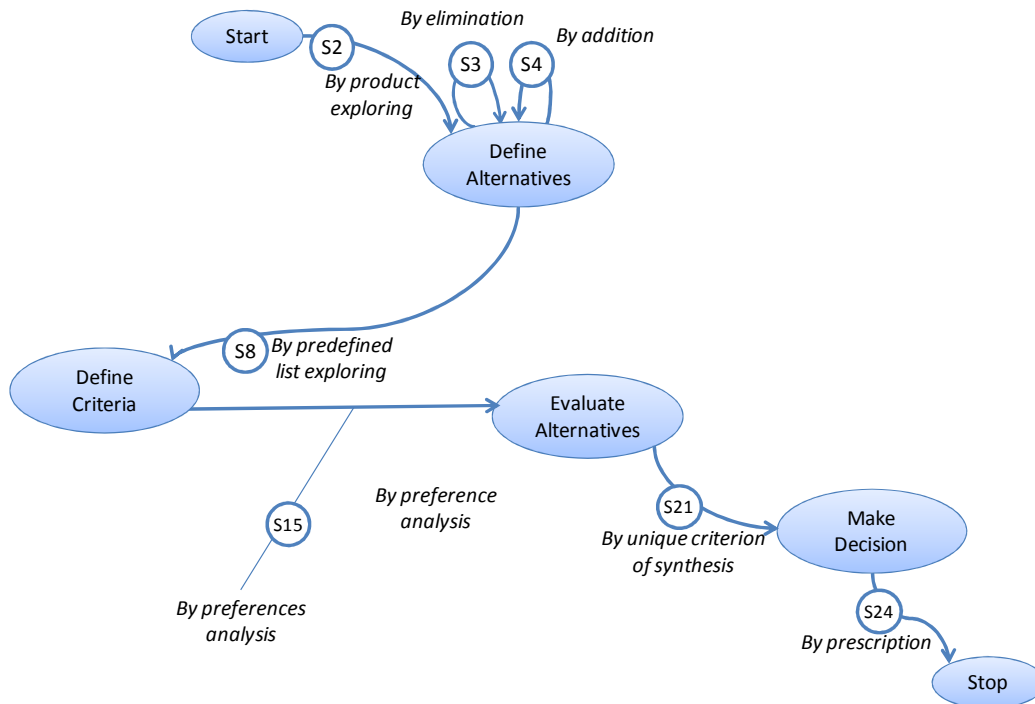 Start
S2
By product
exploring
By elimination
S3
By addition
S4
Define
Alternatives
S8
By predefined
list exploring
Define
Criteria
Evaluate
Alternatives
By preference
analysis
S15
By preferences
analysis
S21
By unique criterion
of synthesis
Make
Decision
S24
By prescription
Stop